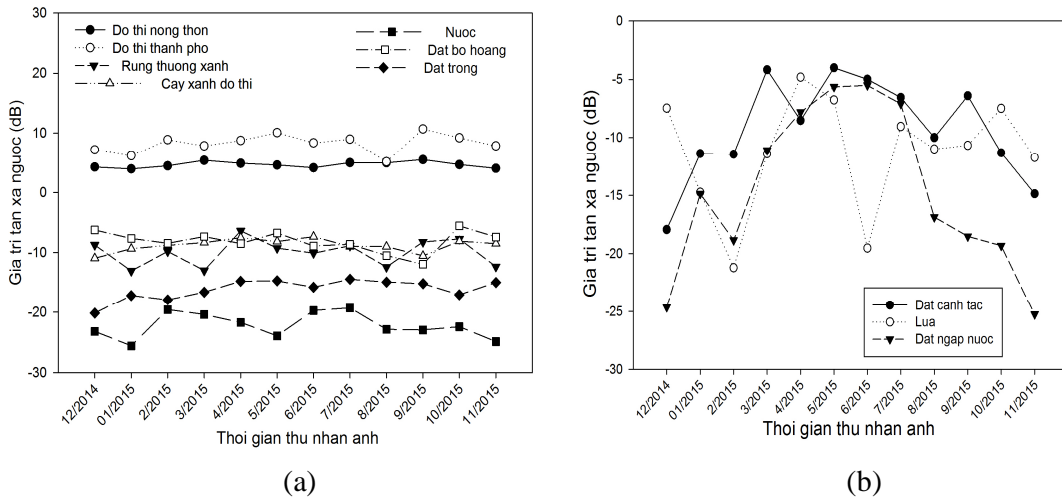 (a)
Gia tri tan xa nguoc (dB)
30
20
10
0
-10
-20
-30
Do thi nong thon
Do thi thanh pho
Rung thuong xanh
Cay xanh do thi
Nuoc
Dat bo hoang
Dat trong
12/2014
01/2015
2/2015
3/2015
4/2015
5/2015
6/2015
7/2015
8/2015
9/2015
10/2015
11/2015
Thoi gian thu nhan anh
(b)
Gia tri tan xa nguoc (dB)
-0
-5
-10
-15
-20
-25
-30
Dat canh tac
Lua
Dat ngap nuoc
12/2014
01/2015
2/2015
3/2015
4/2015
5/2015
6/2015
7/2015
8/2015
9/2015
10/2015
11/2015
Thoi gian thu nhan anh